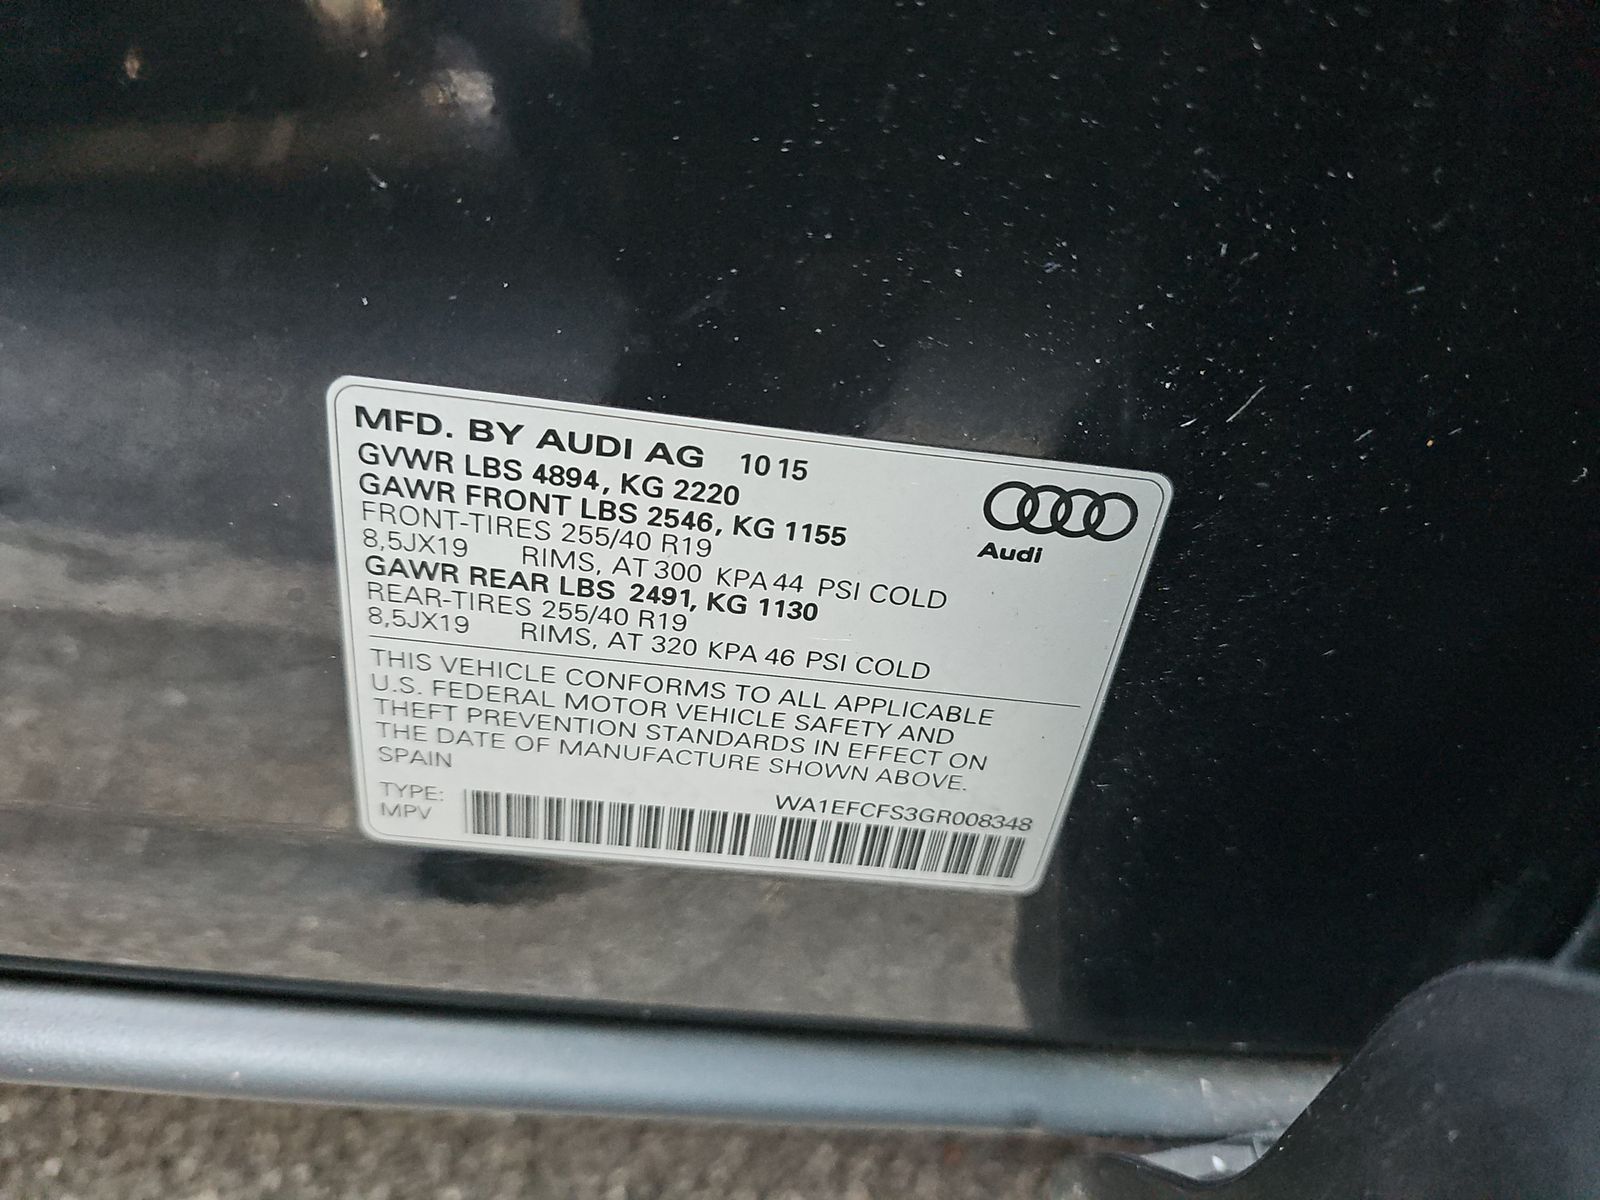 MFD. BY AUDI AG 10 15
GVWR LBS 4894, KG 2220
GAWR FRONT LBS 2546, KG 1155
FRONT-TIRES 255/40 R19
8,5JX19 RIMS, AT 300 KPA 44 PSI COLD
GAWR REAR LBS 2491, KG 1130
REAR-TIRES 255/40 R19
8,5JX19 RIMS, AT 320 KPA 46 PSI COLD
Audi
THIS VEHICLE CONFORMS TO ALL APPLICABLE
U.S. FEDERAL MOTOR VEHICLE SAFETY AND
THEFT PREVENTION STANDARDS IN EFFECT ON
THE DATE OF MANUFACTURE SHOWN ABOVE.
SPAIN
WA1EFCFS3GR008348
TYPE:
MPV